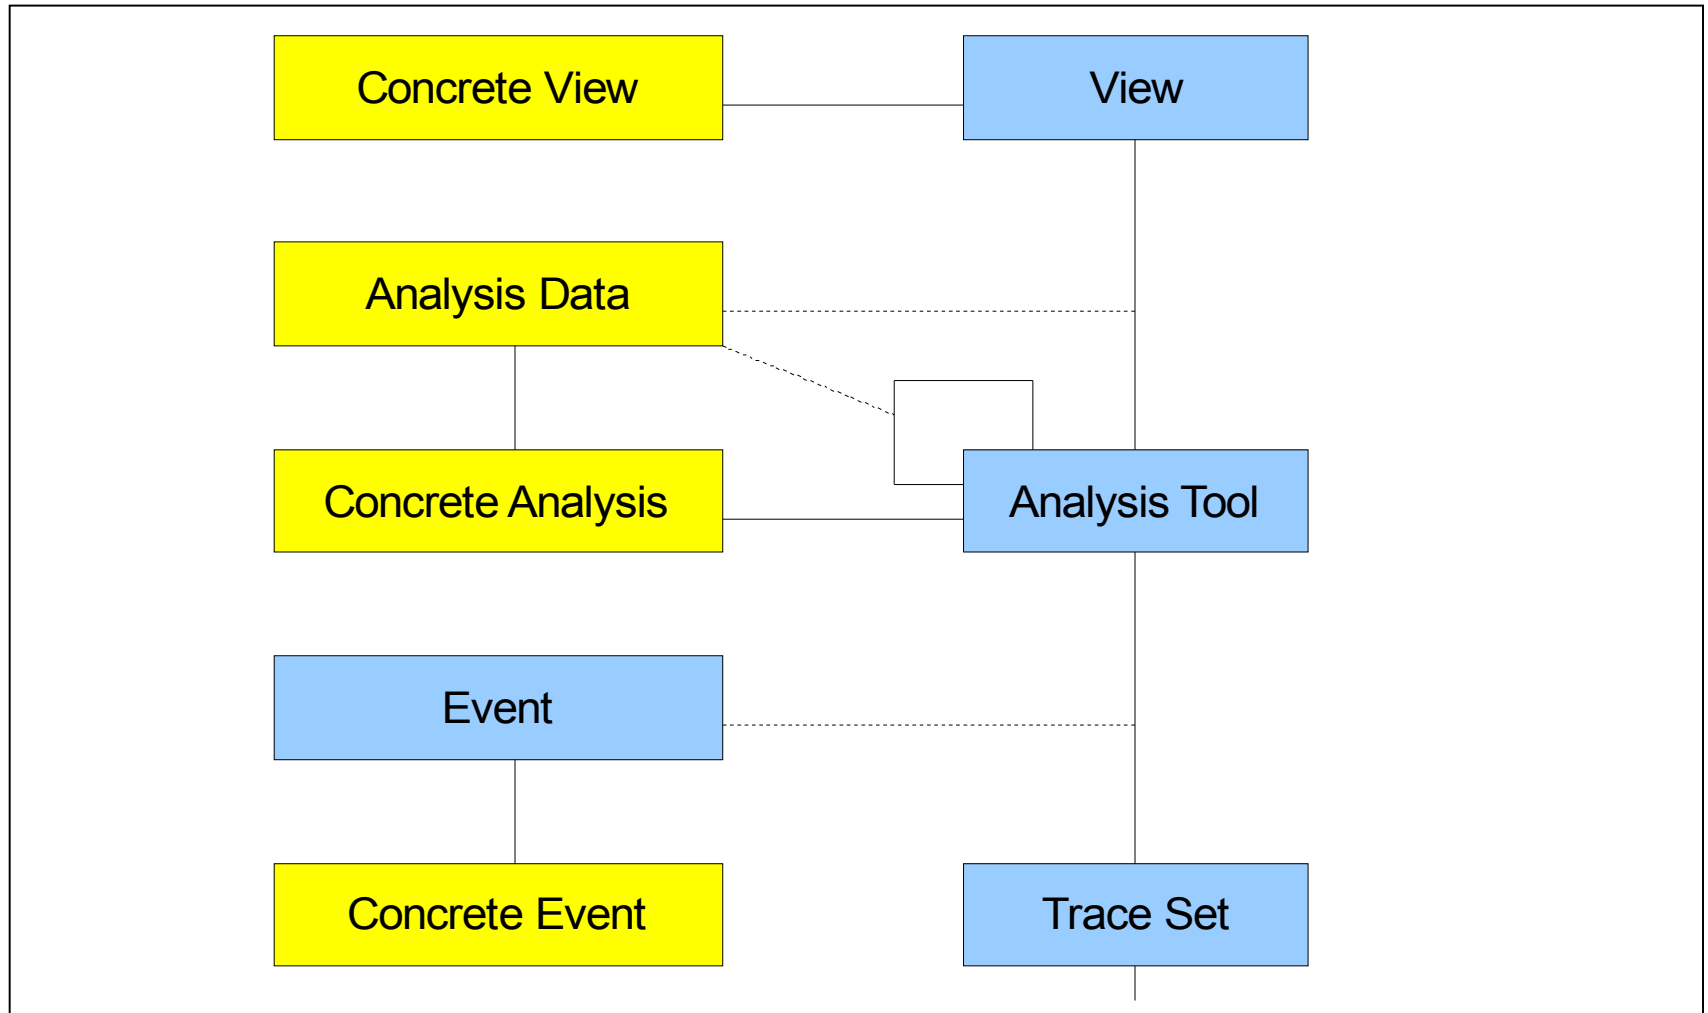 Concrete View
View
Analysis Data
Concrete Analysis
Analysis Tool
Event
Concrete Event
Trace Set